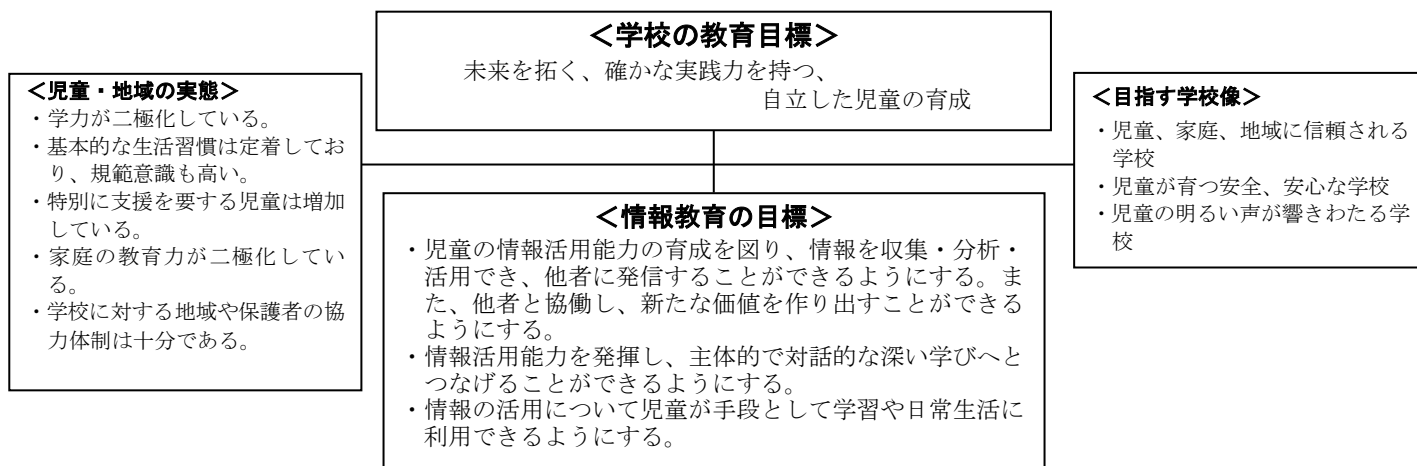 ＜学校の教育目標＞
未来を拓く、確かな実践力を持つ、
自立した児童の育成
＜児童・地域の実態＞
・学力が二極化している。
・基本的な生活習慣は定着してお
り、規範意識も高い。
・特別に支援を要する児童は増加
している。
・家庭の教育力が二極化してい
る。
・学校に対する地域や保護者の協
力体制は十分である。
＜情報教育の目標＞
・児童の情報活用能力の育成を図り、情報を収集・分析・
活用でき、他者に発信することができるようにする。ま
た、他者と協働し、新たな価値を作り出すことができる
ようにする。
・情報活用能力を発揮し、主体的で対話的な深い学びへと
つなげることができるようにする。
・情報の活用について児童が手段として学習や日常生活に
利用できるようにする。
＜目指す学校像＞
・児童、家庭、地域に信頼される
学校
・児童が育つ安全、安心な学校
・児童の明るい声が響きわたる学
校